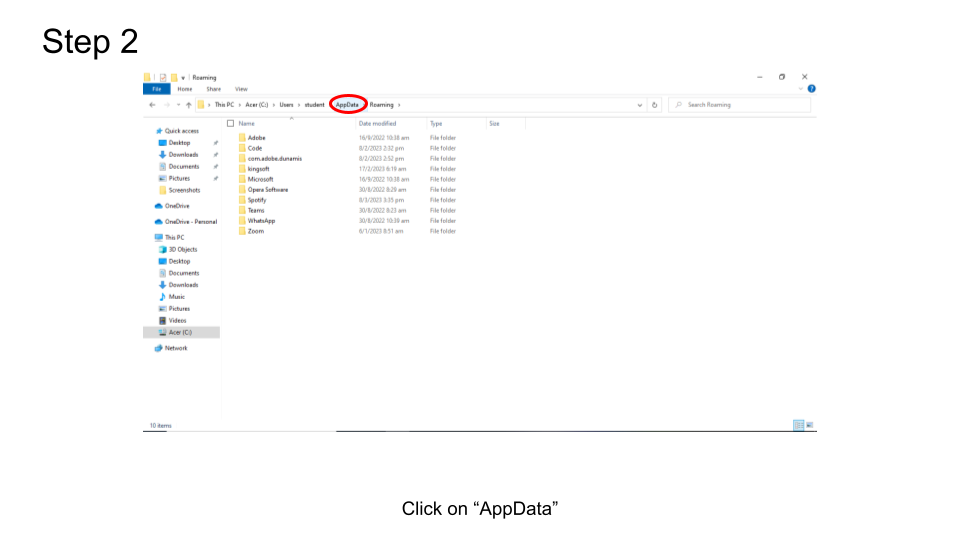 Step 2
Roaming
File Home Share View
This PC › Acer (C:) › Users › student › AppData › Roaming ›
Search Roaming
Name Date modified Type Size
Adobe 16/9/2022 10:38 am File folder
Code 8/2/2023 2:32 pm File folder
com.adobe.dunamis 8/2/2023 2:52 pm File folder
kingsoft 17/2/2023 6:19 am File folder
Microsoft 16/9/2022 10:38 am File folder
Opera Software 30/8/2022 8:29 am File folder
Spotify 8/3/2023 3:35 pm File folder
Teams 30/8/2022 8:23 am File folder
WhatsApp 30/8/2022 10:39 am File folder
Zoom 6/1/2023 8:51 am File folder
Quick access
Desktop
Downloads
Documents
Pictures
Screenshots
OneDrive
OneDrive - Personal
This PC
3D Objects
Desktop
Documents
Downloads
Music
Pictures
Videos
Acer (C:)
Network
10 items
Click on “AppData”